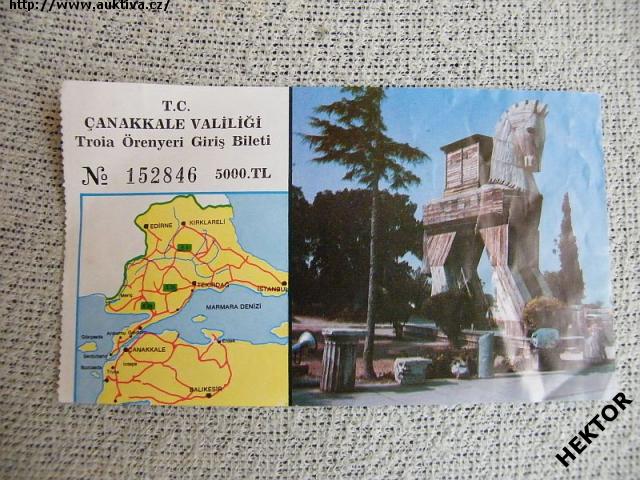 http://www.auktiva.cz/
T.C.
ÇANAKKALE VALİLİĞİ
Troia Örenyeri Giriş Bileti
№ 152846 5000.TL
EDİRNE
KIRKLARELİ
TEKİRDAĞ
İSTANBUL
MARMARA DENİZİ
ÇANAKKALE
BALIKESİR
HEKTOR